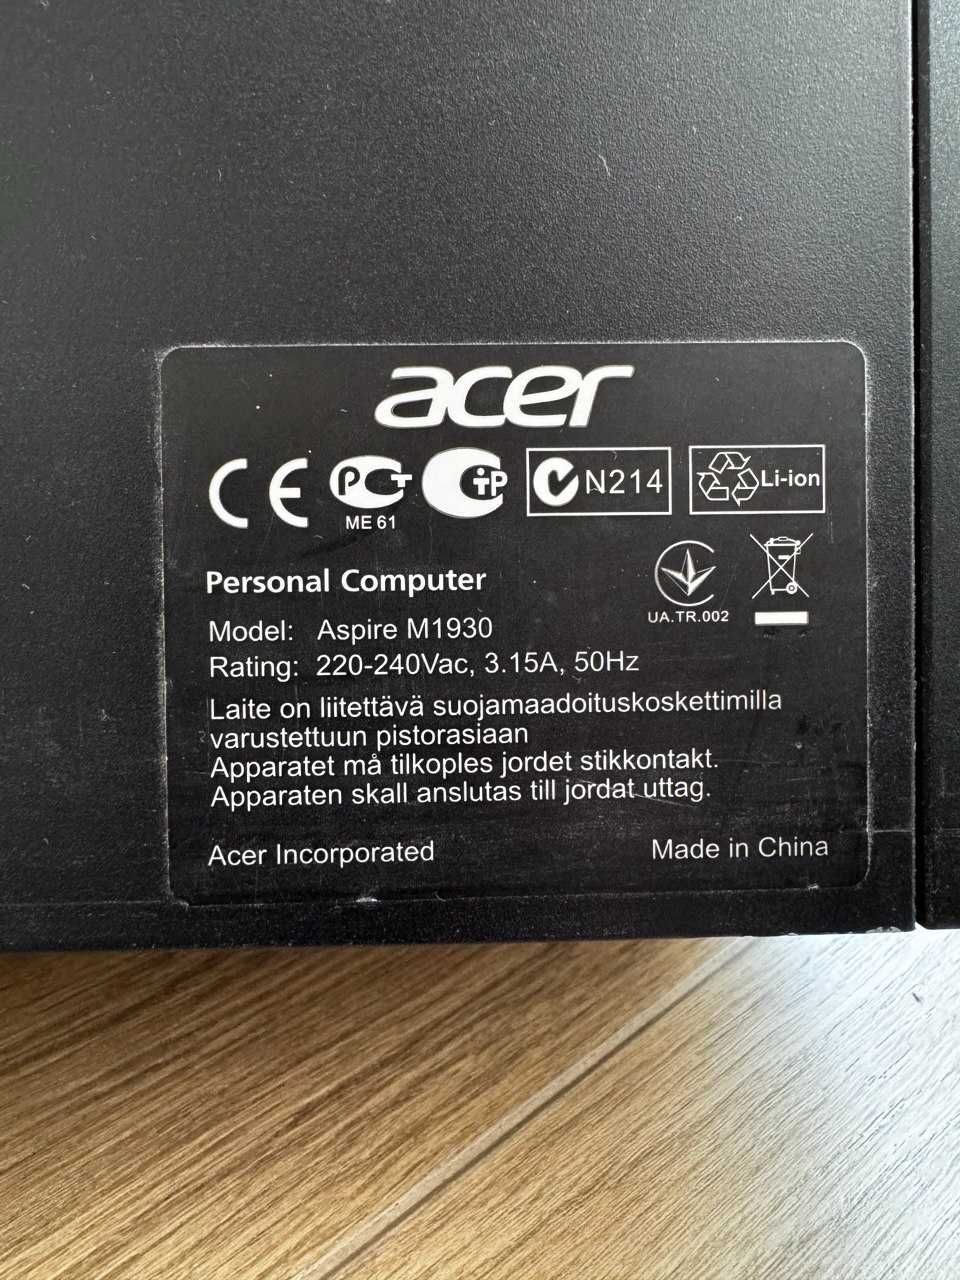 acer
CE PCT TP N214 Li-ion
ME 61
UA.TR.002
Personal Computer
Model: Aspire M1930
Rating: 220-240Vac, 3.15A, 50Hz
Laite on liitettävä suojamaadoituskoskettimilla
varustettuun pistorasiaan
Apparatet må tilkoples jordet stikkontakt.
Apparaten skall anslutas till jordat uttag.
Acer Incorporated Made in China